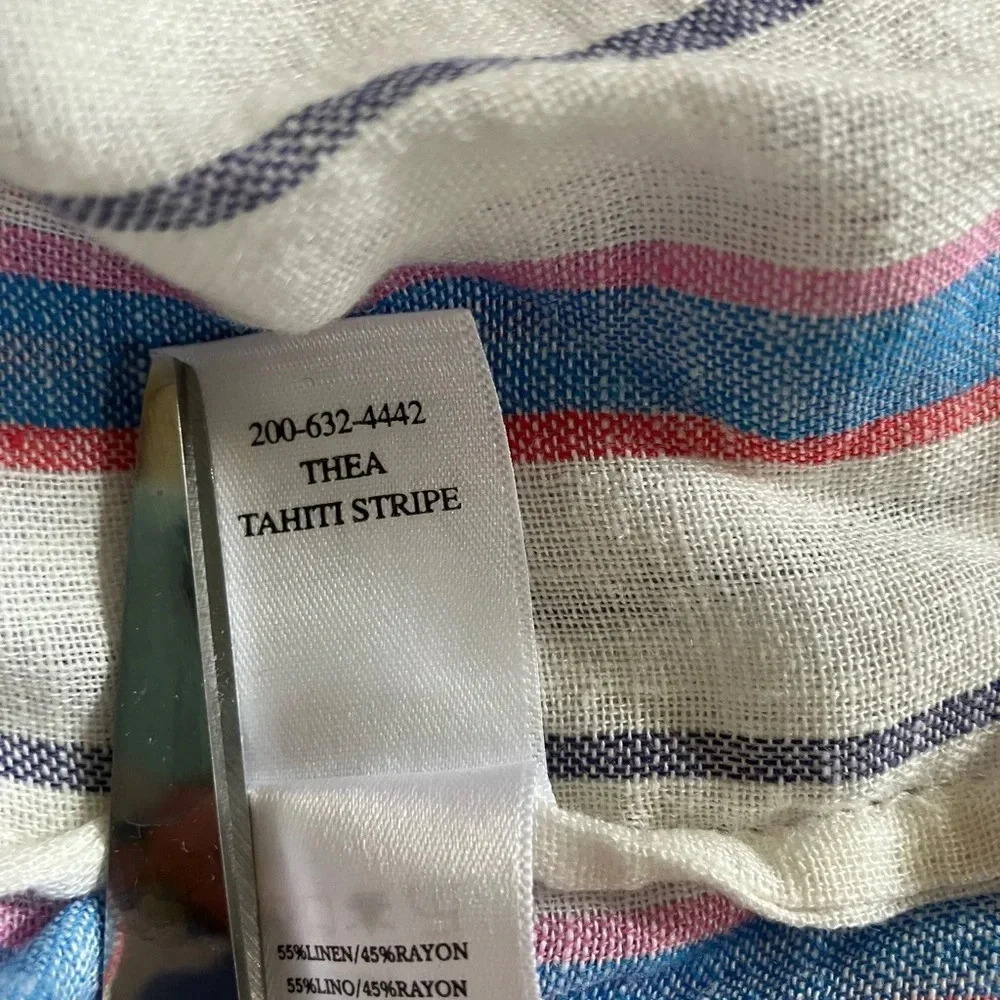 200-632-4442
THEA
TAHITI STRIPE
55%LINEN/45%RAYON
55%LINO/45%RAYON